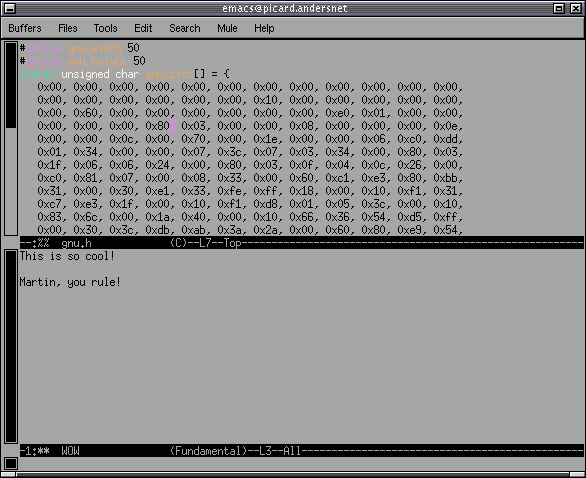 emacs@picard.andersnet
Buffers Files Tools Edit Search Mule Help
#define gnu_width 50
#define gnu_height 50
static unsigned char gnu_bits[] = {
0x00, 0x00, 0x00, 0x00, 0x00, 0x00, 0x00, 0x00, 0x00, 0x00, 0x00, 0x00,
0x00, 0x00, 0x00, 0x00, 0x00, 0x00, 0x10, 0x00, 0x00, 0x00, 0x00, 0x00,
0x00, 0x60, 0x00, 0x00, 0x00, 0x00, 0x00, 0x00, 0xe0, 0x01, 0x00, 0x00,
0x00, 0x00, 0x00, 0x80, 0x03, 0x00, 0x00, 0x08, 0x00, 0x00, 0x00, 0x0e,
0x00, 0x00, 0x0c, 0x00, 0x70, 0x00, 0x1e, 0x00, 0x00, 0x06, 0xc0, 0xdd,
0x01, 0x34, 0x00, 0x00, 0x07, 0x3c, 0x07, 0x03, 0x34, 0x00, 0x80, 0x03,
0x1f, 0x06, 0x06, 0x24, 0x00, 0x80, 0x03, 0x0f, 0x04, 0x0c, 0x26, 0x00,
0xc0, 0x81, 0x07, 0x00, 0x08, 0x33, 0x00, 0x60, 0xc1, 0xe3, 0x80, 0xbb,
0x31, 0x00, 0x30, 0xe1, 0x33, 0xfe, 0xff, 0x18, 0x00, 0x10, 0xf1, 0x31,
0xc7, 0xe3, 0x1f, 0x00, 0x10, 0xf1, 0xd8, 0x01, 0x05, 0x3c, 0x00, 0x10,
0x83, 0x6c, 0x00, 0x1a, 0x40, 0x00, 0x10, 0x66, 0x36, 0x54, 0xd5, 0xff,
0x00, 0x30, 0x3c, 0xdb, 0xab, 0x3a, 0x2a, 0x00, 0x60, 0x80, 0xe9, 0x54,
--:%% gnu.h (C)--L7--Top
This is so cool!
Martin, you rule!
-1:** WOW (Fundamental)--L3--All